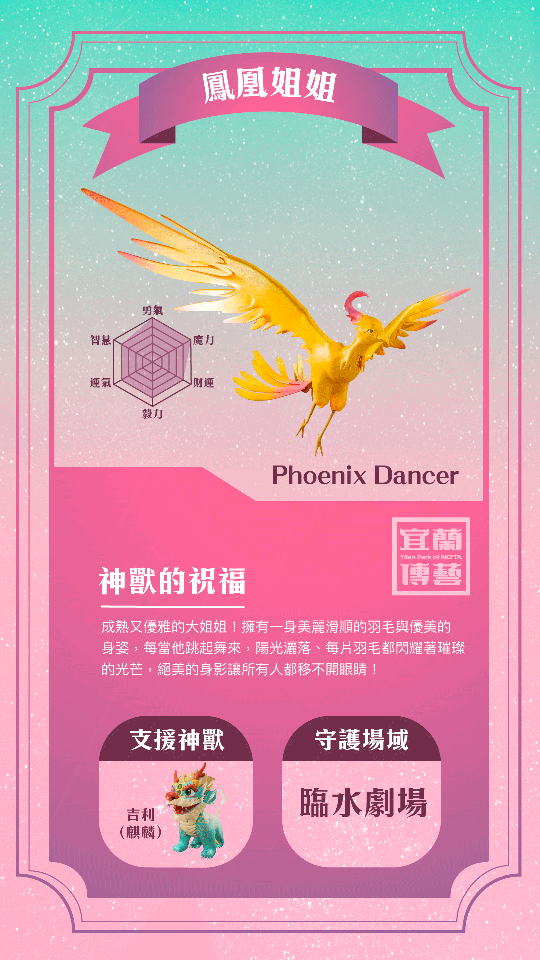 鳳凰姐姐
勇氣
智慧
魔力
運氣
財運
毅力
Phoenix Dancer
宜蘭
Yilan Park of NCFTA
傳藝
神獸的祝福
成熟又優雅的大姐姐！擁有一身美麗滑順的羽毛與優美的
身姿，每當他跳起舞來，陽光灑落、每片羽毛都閃耀著璀璨
的光芒，絕美的身影讓所有人都移不開眼睛！
支援神獸
守護場域
吉利
(麒麟)
臨水劇場